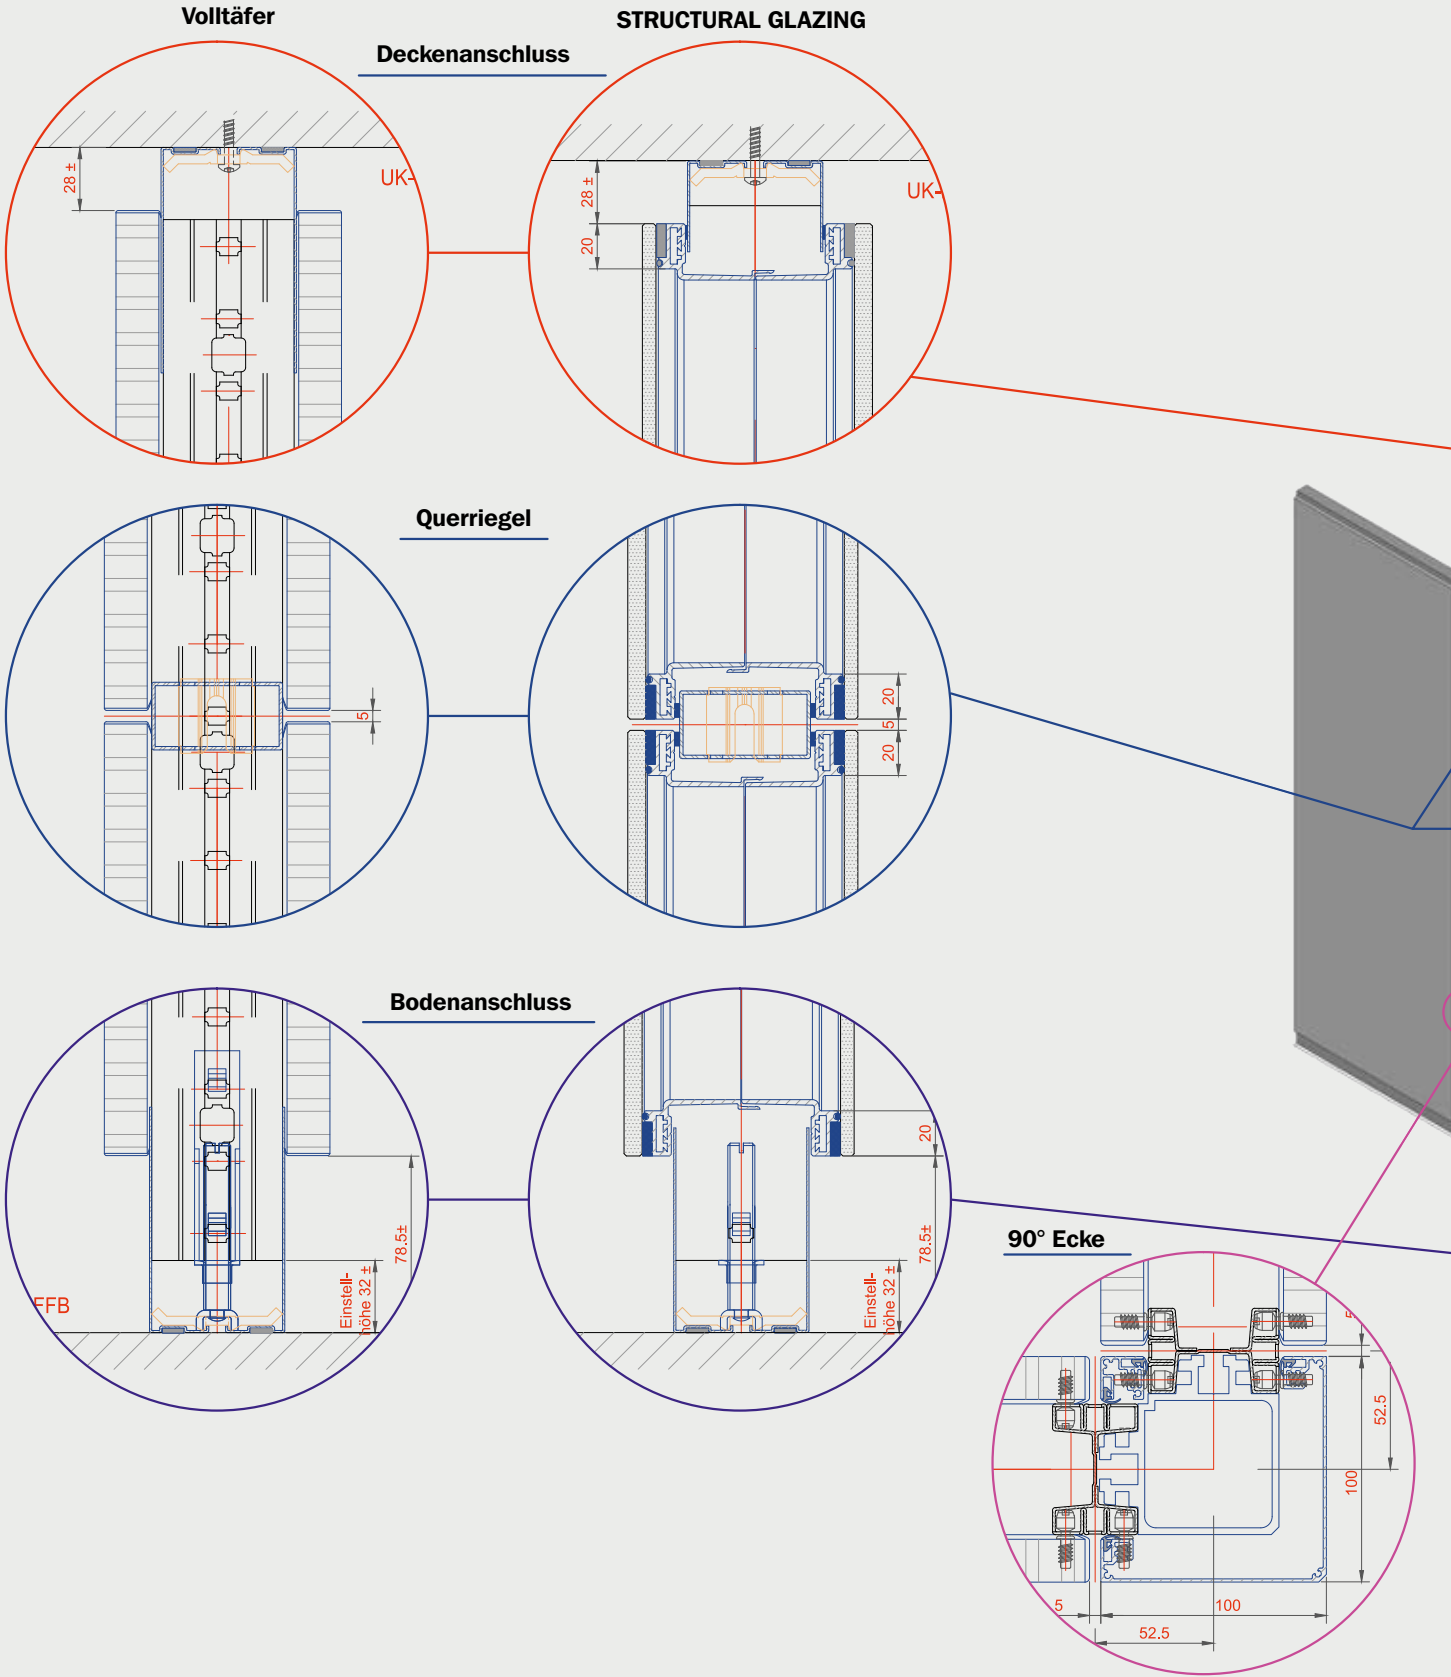 Volltäfer
STRUCTURAL GLAZING
Deckenanschluss
28 ±
UK-
28 ±
20
UK-
Querriegel
5
20
5
20
Bodenanschluss
78.5±
Einstell-
höhe 32 ±
FFB
20
78.5±
Einstell-
höhe 32 ±
90° Ecke
5
52.5
100
5
100
52.5